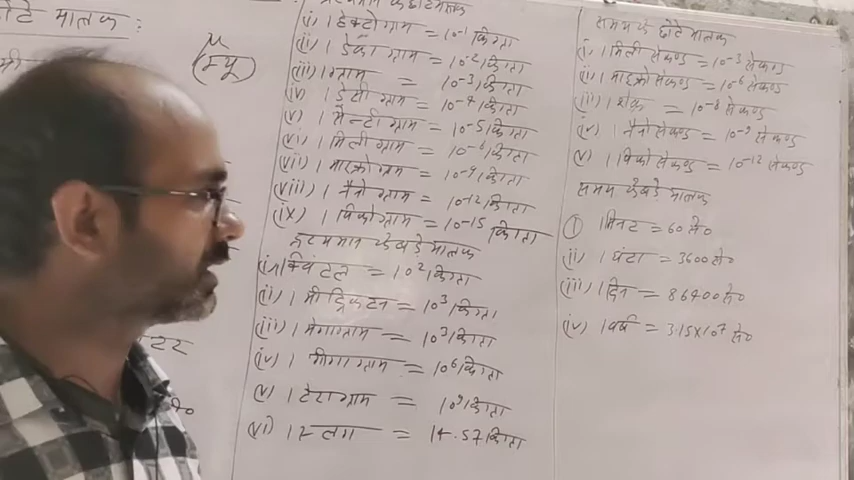 छोटे मात्रक :
μ
(म्यू)
द्रव्यमान के छोटे मात्रक
(i) 1 हेक्टोग्राम = 10-1 किग्रा
(ii) 1 डेका ग्राम = 10-2 किग्रा
(iii) 1 ग्राम = 10-3 किग्रा
(iv) 1 डेसी ग्राम = 10-4 किग्रा
(v) 1 सेन्टी ग्राम = 10-5 किग्रा
(vi) 1 मिली ग्राम = 10-6 किग्रा
(vii) 1 माइक्रो ग्राम = 10-9 किग्रा
(viii) 1 नैनो ग्राम = 10-12 किग्रा
(ix) 1 पिकोग्राम = 10-15 किग्रा
द्रव्यमान के बड़े मात्रक
(i) 1 क्विंटल = 10² किग्रा
(ii) 1 मीट्रिकटन = 10³ किग्रा
(iii) 1 मेगाग्राम = 10³ किग्रा
(iv) 1 गीगा ग्राम = 10⁶ किग्रा
(v) 1 टेराग्राम = 10⁹ किग्रा
(vi) 1 स्लग = 14.57 किग्रा
समय के छोटे मात्रक
(i) 1 मिली सेकण्ड = 10-3 सेकण्ड
(ii) 1 माइक्रो सेकण्ड = 10-6 सेकण्ड
(iii) 1 शेक = 10-8 सेकण्ड
(iv) 1 नैनो सेकण्ड = 10-9 सेकण्ड
(v) 1 पिको सेकण्ड = 10-12 सेकण्ड
समय के बड़े मात्रक
(i) 1 मिनट = 60 से०
(ii) 1 घंटा = 3600 से०
(iii) 1 दिन = 86400 से०
(iv) 1 वर्ष = 3.15×10⁷ से०